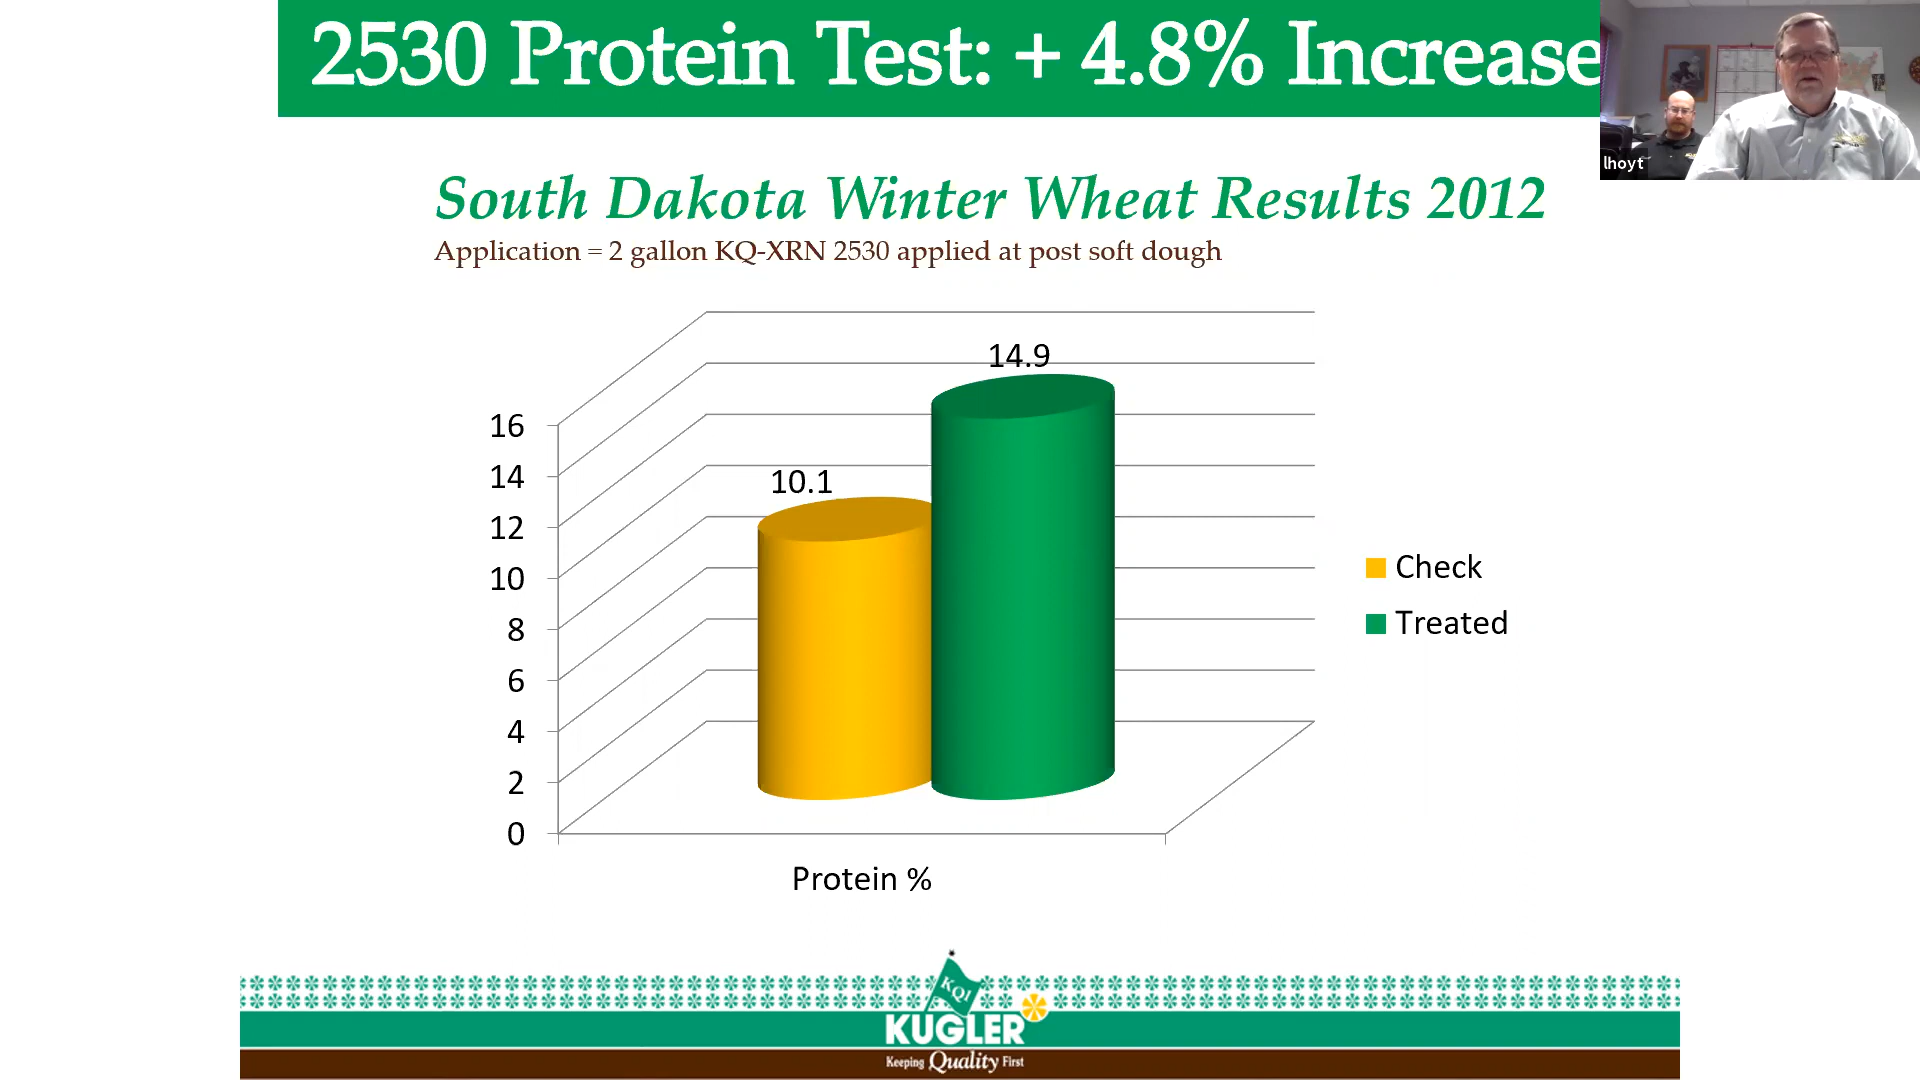 2530 Protein Test: + 4.8% Increase
lhoyt
South Dakota Winter Wheat Results 2012
Application = 2 gallon KQ-XRN 2530 applied at post soft dough
14.9
10.1
16
14
12
10
8
6
4
2
0
Check
Treated
Protein %
KQI
KUGLER
Keeping Quality First